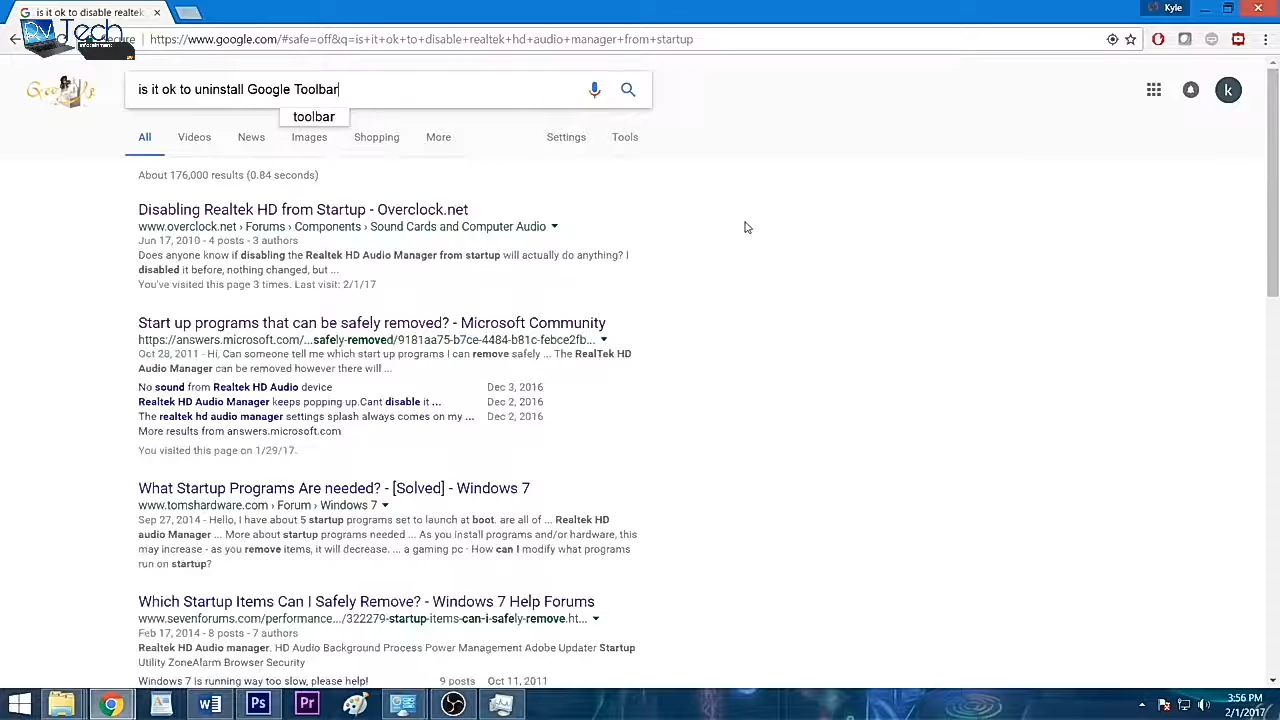 is it ok to disable realtek
Kyle
Tech
https://www.google.com/#safe=off&q=is+it+ok+to+disable+realtek+hd+audio+manager+from+startup
is it ok to uninstall Google Toolbar
toolbar
k
All Videos News Images Shopping More Settings Tools
About 176,000 results (0.84 seconds)
Disabling Realtek HD from Startup - Overclock.net
www.overclock.net › Forums › Components › Sound Cards and Computer Audio
Jun 17, 2010 - 4 posts - 3 authors
Does anyone know if disabling the Realtek HD Audio Manager from startup will actually do anything? I
disabled it before, nothing changed, but ...
You've visited this page 3 times. Last visit: 2/1/17
Start up programs that can be safely removed? - Microsoft Community
https://answers.microsoft.com/...safely-removed/9181aa75-b7ce-4484-b81c-febce2fb...
Oct 28, 2011 - Hi, Can someone tell me which start up programs I can remove safely ... The RealTek HD
Audio Manager can be removed however there will ...
No sound from Realtek HD Audio device Dec 3, 2016
Realtek HD Audio Manager keeps popping up.Cant disable it ... Dec 2, 2016
The realtek hd audio manager settings splash always comes on my ... Dec 2, 2016
More results from answers.microsoft.com
You visited this page on 1/29/17.
What Startup Programs Are needed? - [Solved] - Windows 7
www.tomshardware.com › Forum › Windows 7
Sep 27, 2014 - Hello, I have about 5 startup programs set to launch at boot. are all of ... Realtek HD
audio Manager ... More about startup programs needed ... As you install programs and/or hardware, this
may increase - as you remove items, it will decrease. ... a gaming pc · How can I modify what programs
run on startup?
Which Startup Items Can I Safely Remove? - Windows 7 Help Forums
www.sevenforums.com/performance.../322279-startup-items-can-i-safely-remove.ht...
Feb 17, 2014 - 8 posts - 7 authors
Realtek HD Audio manager. HD Audio Background Process Power Management Adobe Updater Startup
Utility ZoneAlarm Browser Security
Windows 7 is running way too slow, please help! 9 posts Oct 11, 2011
Ps
Pr
3:56 PM
2/1/2017